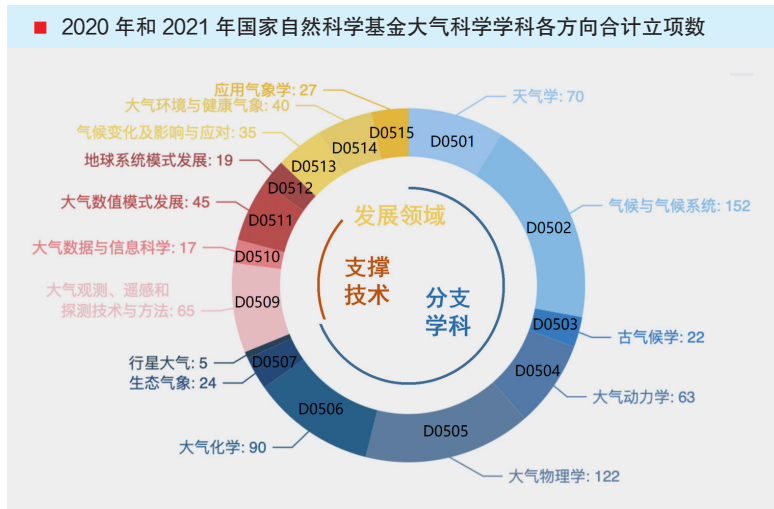 2020 年和 2021 年国家自然科学基金大气科学学科各方向合计立项数
应用气象学: 27
大气环境与健康气象: 40
气候变化及影响与应对: 35
地球系统模式发展: 19
大气数值模式发展: 45
大气数据与信息科学: 17
大气观测、遥感和
探测技术与方法: 65
行星大气: 5
生态气象: 24
大气化学: 90
天气学: 70
气候与气候系统: 152
古气候学: 22
大气动力学: 63
大气物理学: 122
D0515
D0501
D0514
D0513
D0512
D0502
D0511
D0510
D0503
D0509
D0504
D0507
D0506
D0505
发展领域
支撑
技术
分支
学科